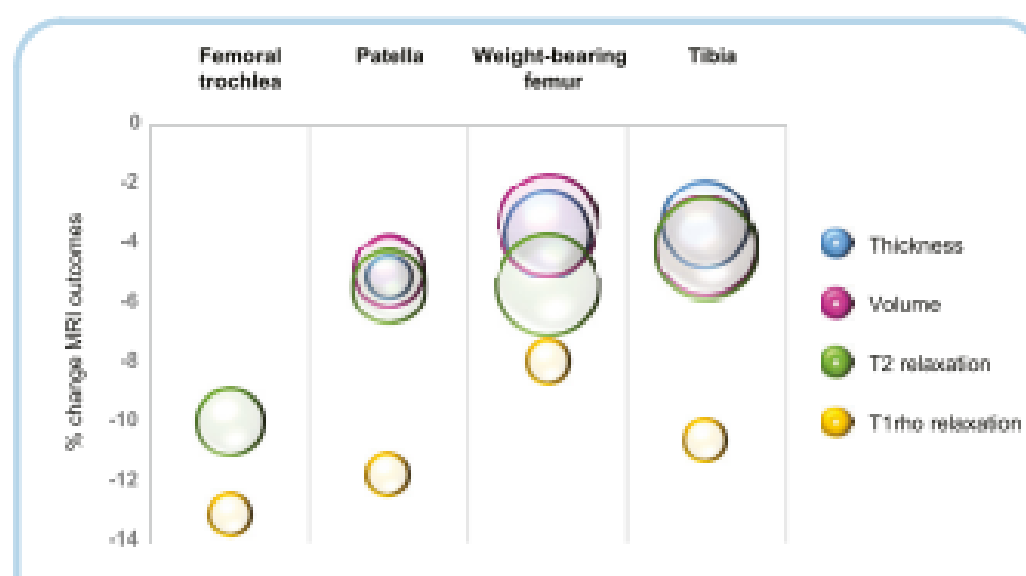 Femoral
trochlea
Patella
Weight-bearing
femur
Tibia
0
-2
-4
-6
-8
-10
-12
-14
% change MRI outcomes
Thickness
Volume
T2 relaxation
T1rho relaxation